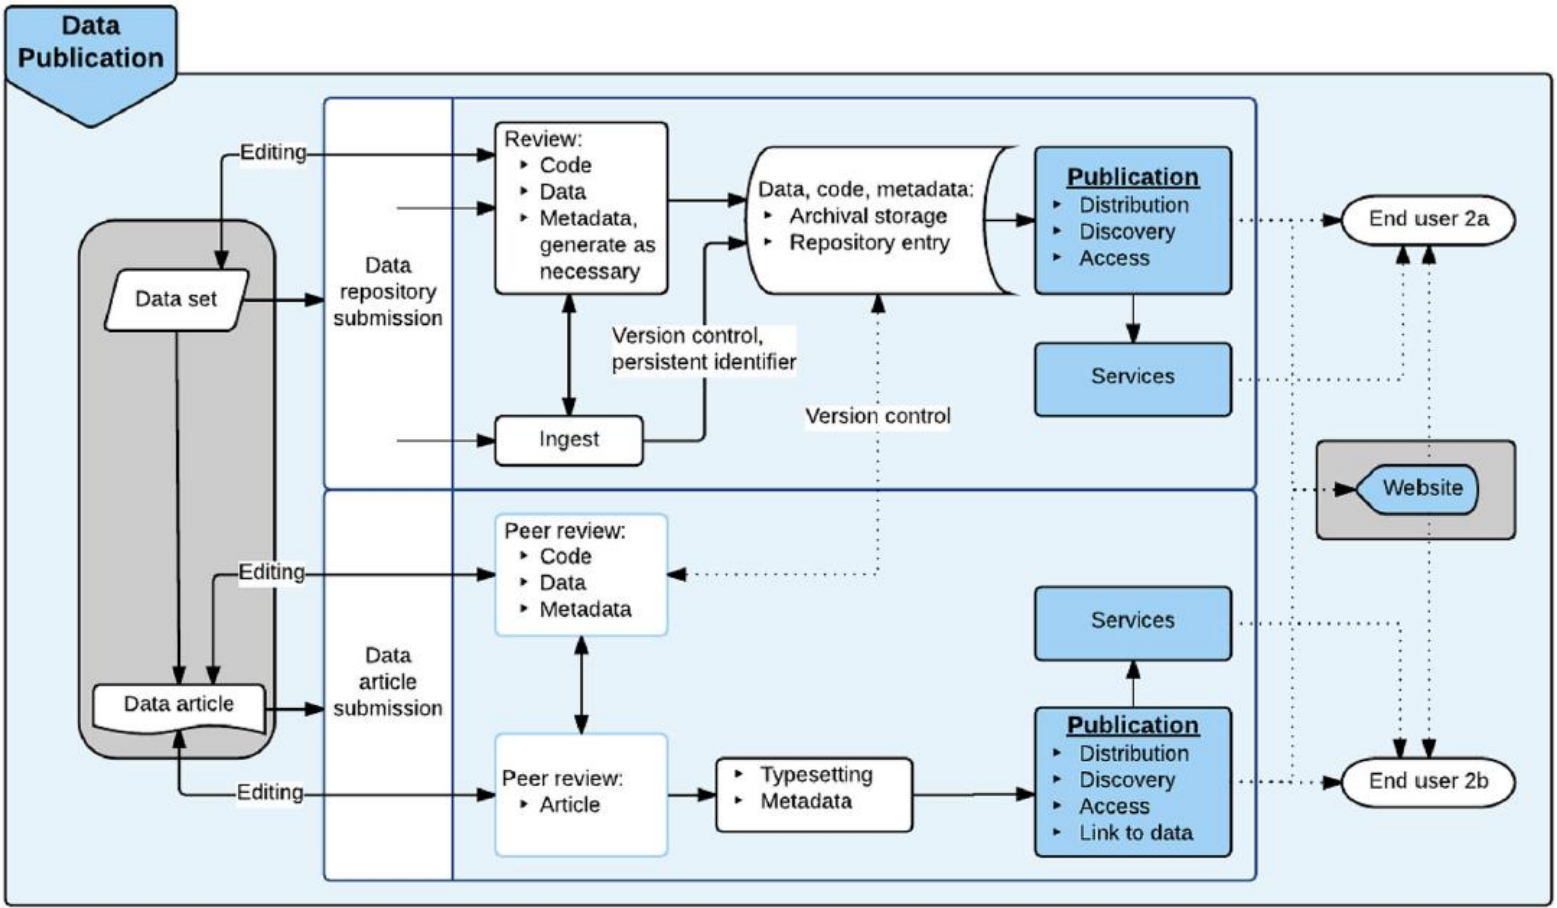 Data
Publication
Editing
Review:
Code
Data
Metadata,
generate as
necessary
Data, code, metadata:
Archival storage
Repository entry
Publication
Distribution
Discovery
Access
End user 2a
Data set
Data
repository
submission
Version control,
persistent identifier
Services
Version control
Ingest
Website
Peer review:
Code
Data
Metadata
Editing
Services
Data
article
submission
Data article
Publication
Distribution
Discovery
Access
Link to data
Peer review:
Article
Typesetting
Metadata
End user 2b
Editing